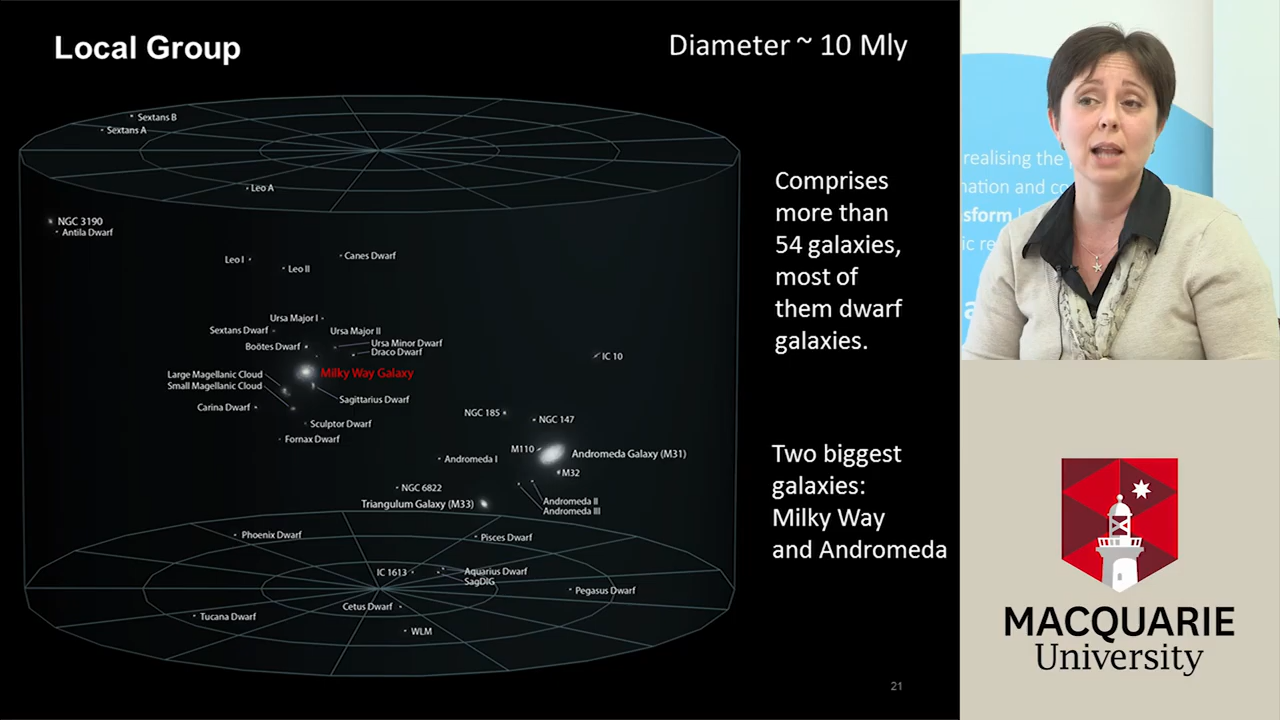 Local Group
Diameter ~ 10 Mly
Sextans B
Sextans A
Leo A
NGC 3190
Antila Dwarf
Leo I
Leo II
Canes Dwarf
Ursa Major I
Sextans Dwarf
Ursa Major II
Boötes Dwarf
Ursa Minor Dwarf
Draco Dwarf
Large Magellanic Cloud
Milky Way Galaxy
Small Magellanic Cloud
Sagittarius Dwarf
Carina Dwarf
Sculptor Dwarf
Fornax Dwarf
IC 10
NGC 185
NGC 147
M110
Andromeda Galaxy (M31)
Andromeda I
M32
NGC 6822
Triangulum Galaxy (M33)
Andromeda II
Andromeda III
Phoenix Dwarf
Pisces Dwarf
IC 1613
Aquarius Dwarf
SagDIG
Pegasus Dwarf
Cetus Dwarf
Tucana Dwarf
WLM
Comprises
more than
54 galaxies,
most of
them dwarf
galaxies.
Two biggest
galaxies:
Milky Way
and Andromeda
21
realising the
MACQUARIE
University